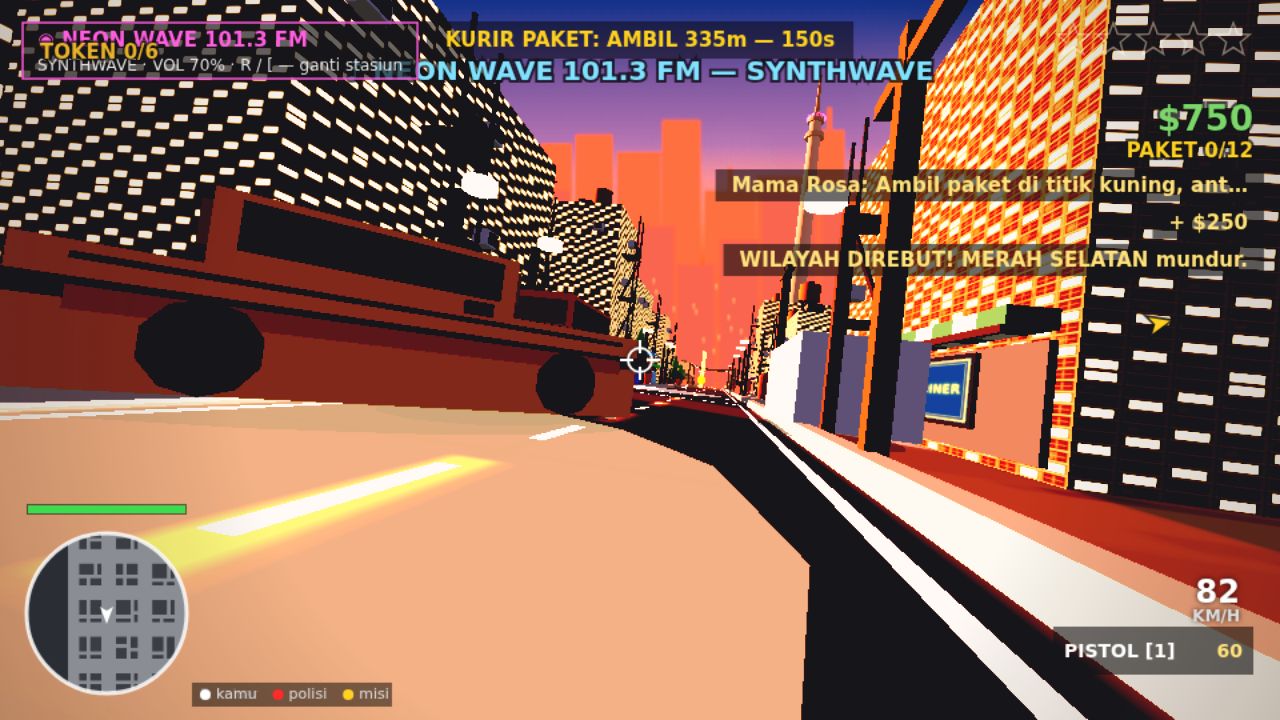 NEON WAVE 101.3 FM
TOKEN 0/6
SYNTHWAVE · VOL 70% · R / [ — ganti stasiun
KURIR PAKET: AMBIL 335m — 150s
ON WAVE 101.3 FM — SYNTHWAVE
$750
PAKET 0/12
Mama Rosa: Ambil paket di titik kuning, ant…
+ $250
WILAYAH DIREBUT! MERAH SELATAN mundur.
INER
82
KM/H
PISTOL [1] 60
kamu polisi misi